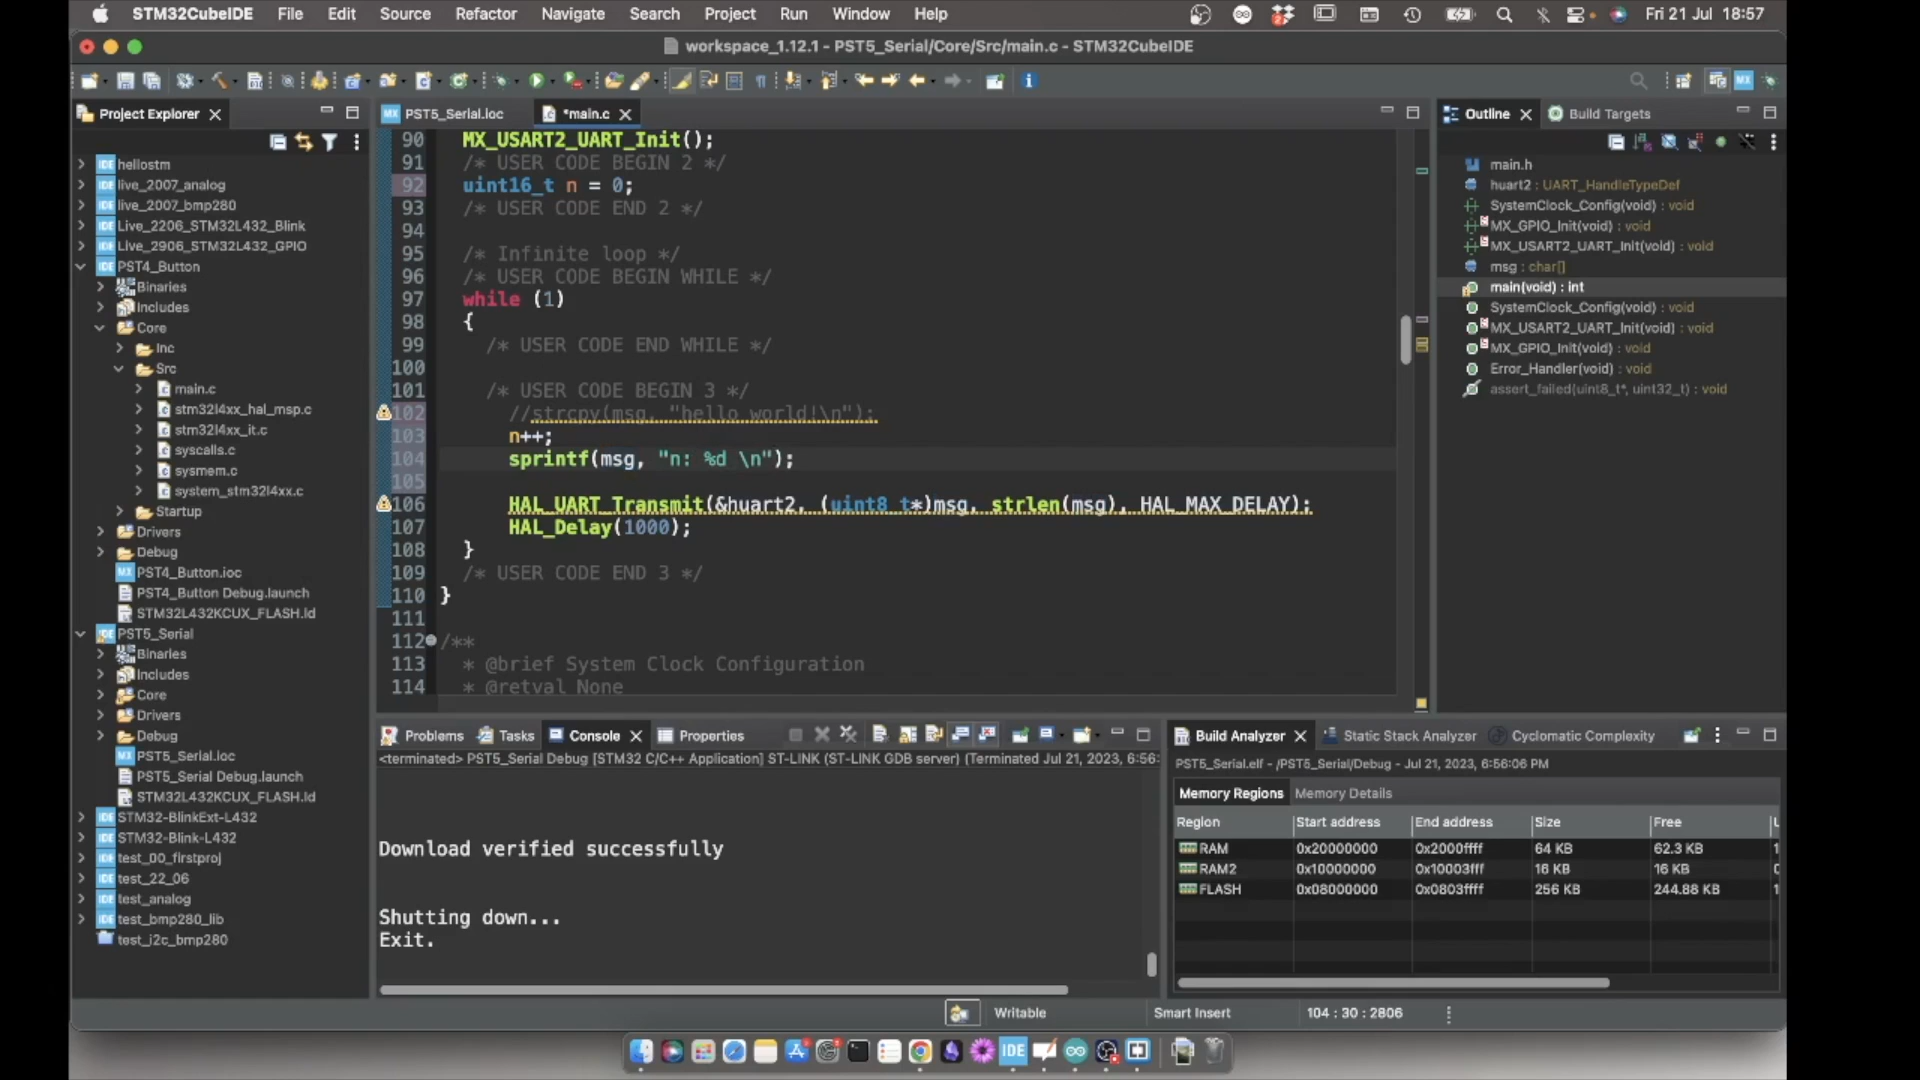 STM32CubeIDE File Edit Source Refactor Navigate Search Project Run Window Help Fri 21 Jul 18:57
workspace_1.12.1 - PST5_Serial/Core/Src/main.c - STM32CubeIDE
Project Explorer
hellostm
live_2007_analog
live_2007_bmp280
Live_2206_STM32L432_Blink
Live_2906_STM32L432_GPIO
PST4_Button
Binaries
Includes
Core
Inc
Src
main.c
stm32l4xx_hal_msp.c
stm32l4xx_it.c
syscalls.c
sysmem.c
system_stm32l4xx.c
Startup
Drivers
Debug
PST4_Button.ioc
PST4_Button Debug.launch
STM32L432KCUX_FLASH.ld
PST5_Serial
Binaries
Includes
Core
Drivers
Debug
PST5_Serial.ioc
PST5_Serial Debug.launch
STM32L432KCUX_FLASH.ld
STM32-BlinkExt-L432
STM32-Blink-L432
test_00_firstproj
test_22_06
test_analog
test_bmp280_lib
test_i2c_bmp280
PST5_Serial.ioc *main.c
90 MX_USART2_UART_Init();
91 /* USER CODE BEGIN 2 */
92 uint16_t n = 0;
93 /* USER CODE END 2 */
94
95 /* Infinite loop */
96 /* USER CODE BEGIN WHILE */
97 while (1)
98 {
99 /* USER CODE END WHILE */
100
101 /* USER CODE BEGIN 3 */
102 //strcpy(msg, "hello world!\n");
103 n++;
104 sprintf(msg, "n: %d \n");
105
106 HAL_UART_Transmit(&huart2, (uint8_t*)msg, strlen(msg), HAL_MAX_DELAY);
107 HAL_Delay(1000);
108 }
109 /* USER CODE END 3 */
110 }
111
112 /**
113 * @brief System Clock Configuration
114 * @retval None
Outline Build Targets
main.h
huart2 : UART_HandleTypeDef
SystemClock_Config(void) : void
MX_GPIO_Init(void) : void
MX_USART2_UART_Init(void) : void
msg : char[]
main(void) : int
SystemClock_Config(void) : void
MX_USART2_UART_Init(void) : void
MX_GPIO_Init(void) : void
Error_Handler(void) : void
assert_failed(uint8_t*, uint32_t) : void
Problems Tasks Console Properties
<terminated> PST5_Serial Debug [STM32 C/C++ Application] ST-LINK (ST-LINK GDB server) (Terminated Jul 21, 2023, 6:56:
Download verified successfully
Shutting down...
Exit.
Build Analyzer Static Stack Analyzer Cyclomatic Complexity
PST5_Serial.elf - /PST5_Serial/Debug - Jul 21, 2023, 6:56:06 PM
Memory Regions Memory Details
Region Start address End address Size Free
RAM 0x20000000 0x2000ffff 64 KB 62.3 KB
RAM2 0x10000000 0x10003fff 16 KB 16 KB
FLASH 0x08000000 0x0803ffff 256 KB 244.88 KB
Writable Smart Insert 104 : 30 : 2806
IDE